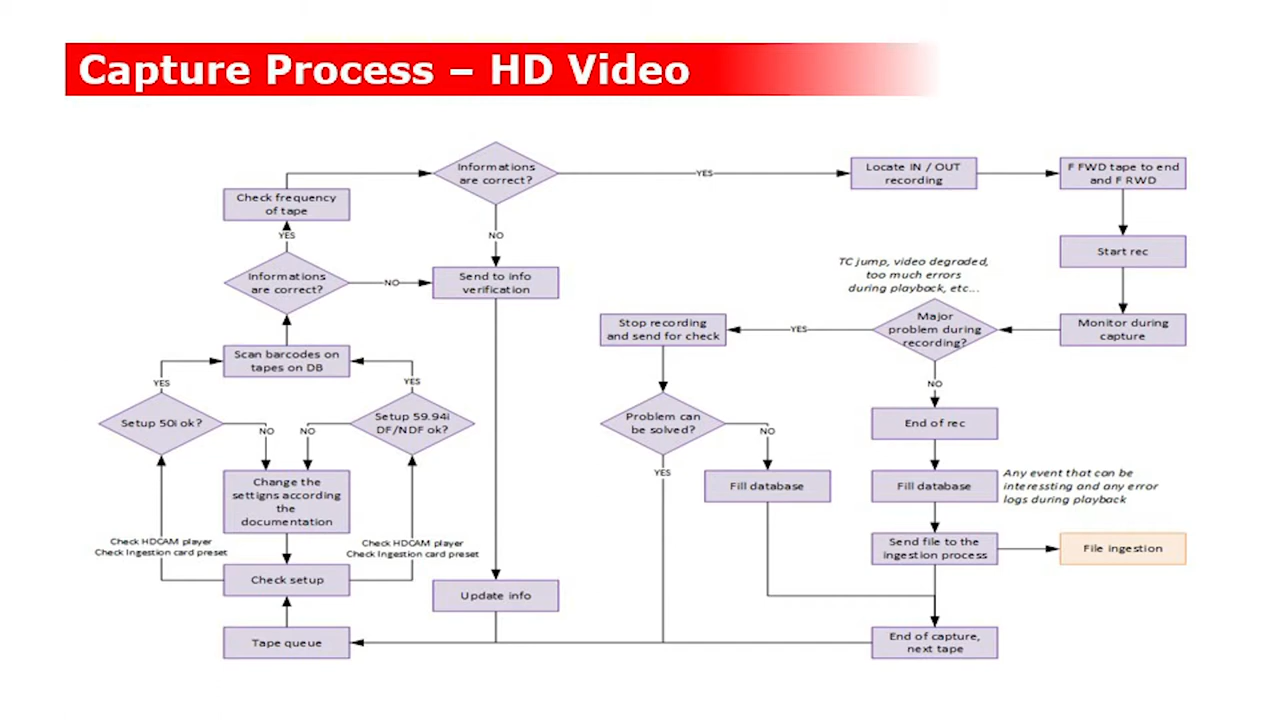 Capture Process – HD Video
Informations
are correct?
YES
Locate IN / OUT
recording
F FWD tape to end
and F RWD
Check frequency
of tape
YES
NO
Informations
are correct?
NO
Send to info
verification
Start rec
TC jump, video degraded,
too much errors
during playback, etc...
Major
problem during
recording?
Monitor during
capture
YES
Stop recording
and send for check
Scan barcodes on
tapes on DB
YES
YES
NO
Setup 50i ok?
NO
NO
Setup 59.94i
DF/NDF ok?
Problem can
be solved?
NO
YES
End of rec
Change the
settigns according
the
documentation
Fill database
Fill database
Any event that can be
interessting and any error
logs during playback
Check HDCAM player
Check Ingestion card preset
Check HDCAM player
Check Ingestion card preset
Send file to the
ingestion process
File ingestion
Check setup
Update info
Tape queue
End of capture,
next tape